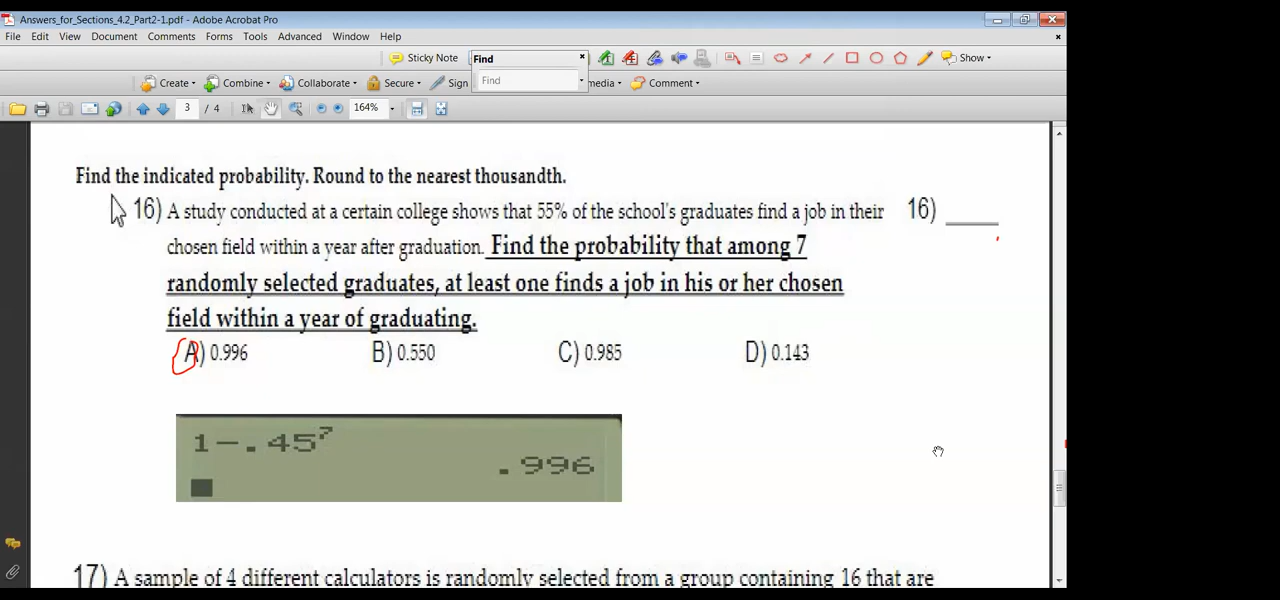 Answers_for_Sections_4.2_Part2-1.pdf - Adobe Acrobat Pro
File Edit View Document Comments Forms Tools Advanced Window Help
Sticky Note Find Show
Create Combine Collaborate Secure Sign Find media Comment
3 / 4 164%
Find the indicated probability. Round to the nearest thousandth.
16) A study conducted at a certain college shows that 55% of the school's graduates find a job in their 16)
chosen field within a year after graduation. Find the probability that among 7
randomly selected graduates, at least one finds a job in his or her chosen
field within a year of graduating.
A) 0.996 B) 0.550 C) 0.985 D) 0.143
1-.45⁷
.996
17) A sample of 4 different calculators is randomly selected from a group containing 16 that are